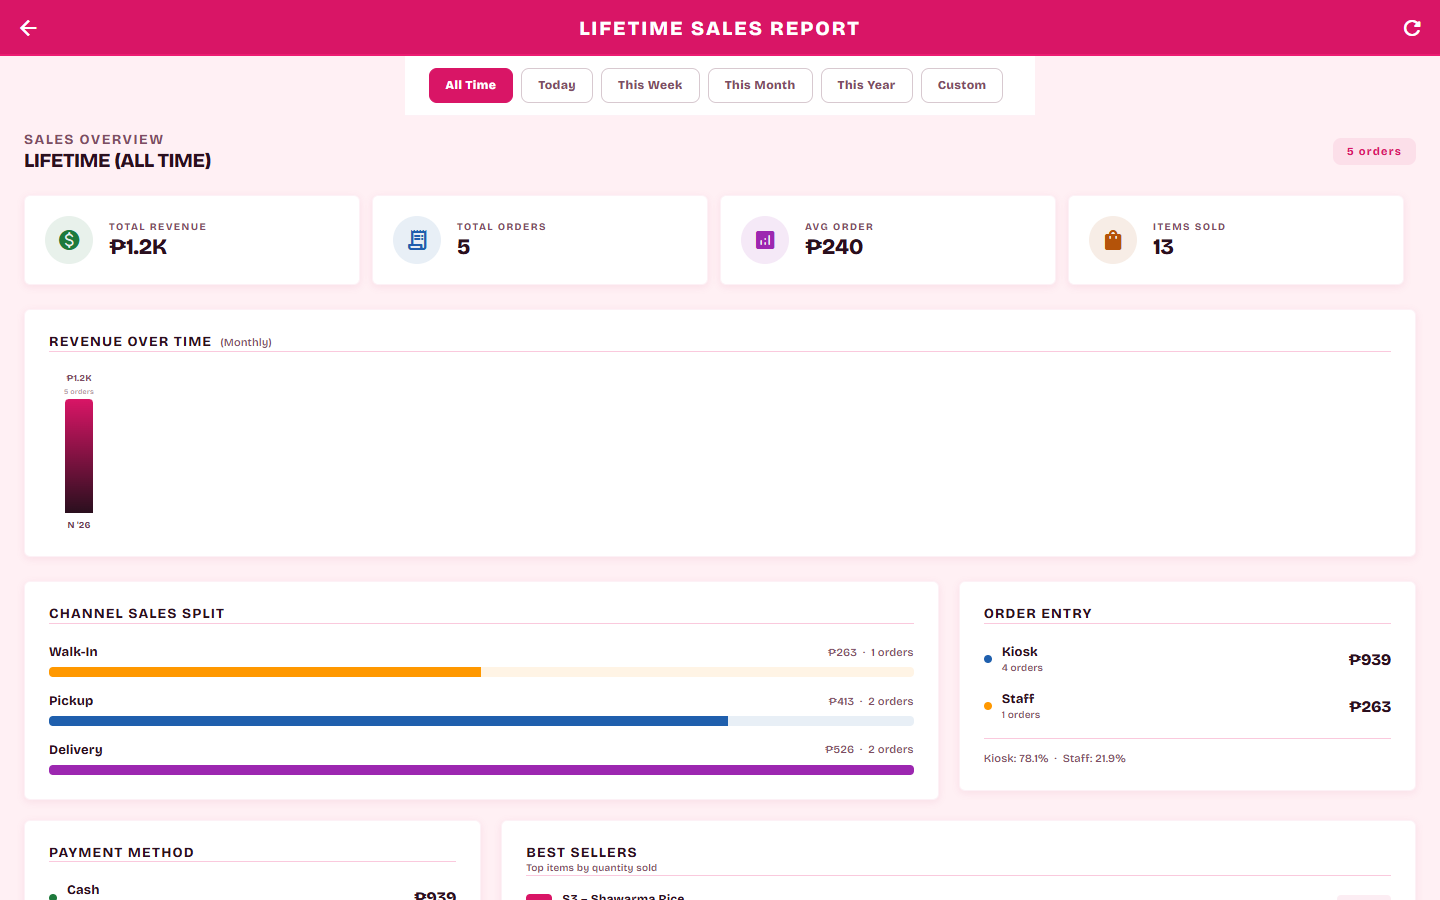 LIFETIME SALES REPORT
All Time Today This Week This Month This Year Custom
SALES OVERVIEW
LIFETIME (ALL TIME)
5 orders
TOTAL REVENUE
₱1.2K
TOTAL ORDERS
5
AVG ORDER
₱240
ITEMS SOLD
13
REVENUE OVER TIME (Monthly)
₱1.2K
5 orders
N '26
CHANNEL SALES SPLIT
Walk-In ₱263 · 1 orders
Pickup ₱413 · 2 orders
Delivery ₱526 · 2 orders
ORDER ENTRY
Kiosk
4 orders
₱939
Staff
1 orders
₱263
Kiosk: 78.1% · Staff: 21.9%
PAYMENT METHOD
Cash
₱939
BEST SELLERS
Top items by quantity sold
S3 – Shawarma Rice